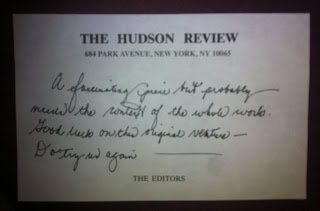 THE HUDSON REVIEW
684 PARK AVENUE, NEW YORK, NY 10065
A fascinating piece but probably
needs the context of the whole work.
Good luck on the original venture –
Do try us again ———
THE EDITORS